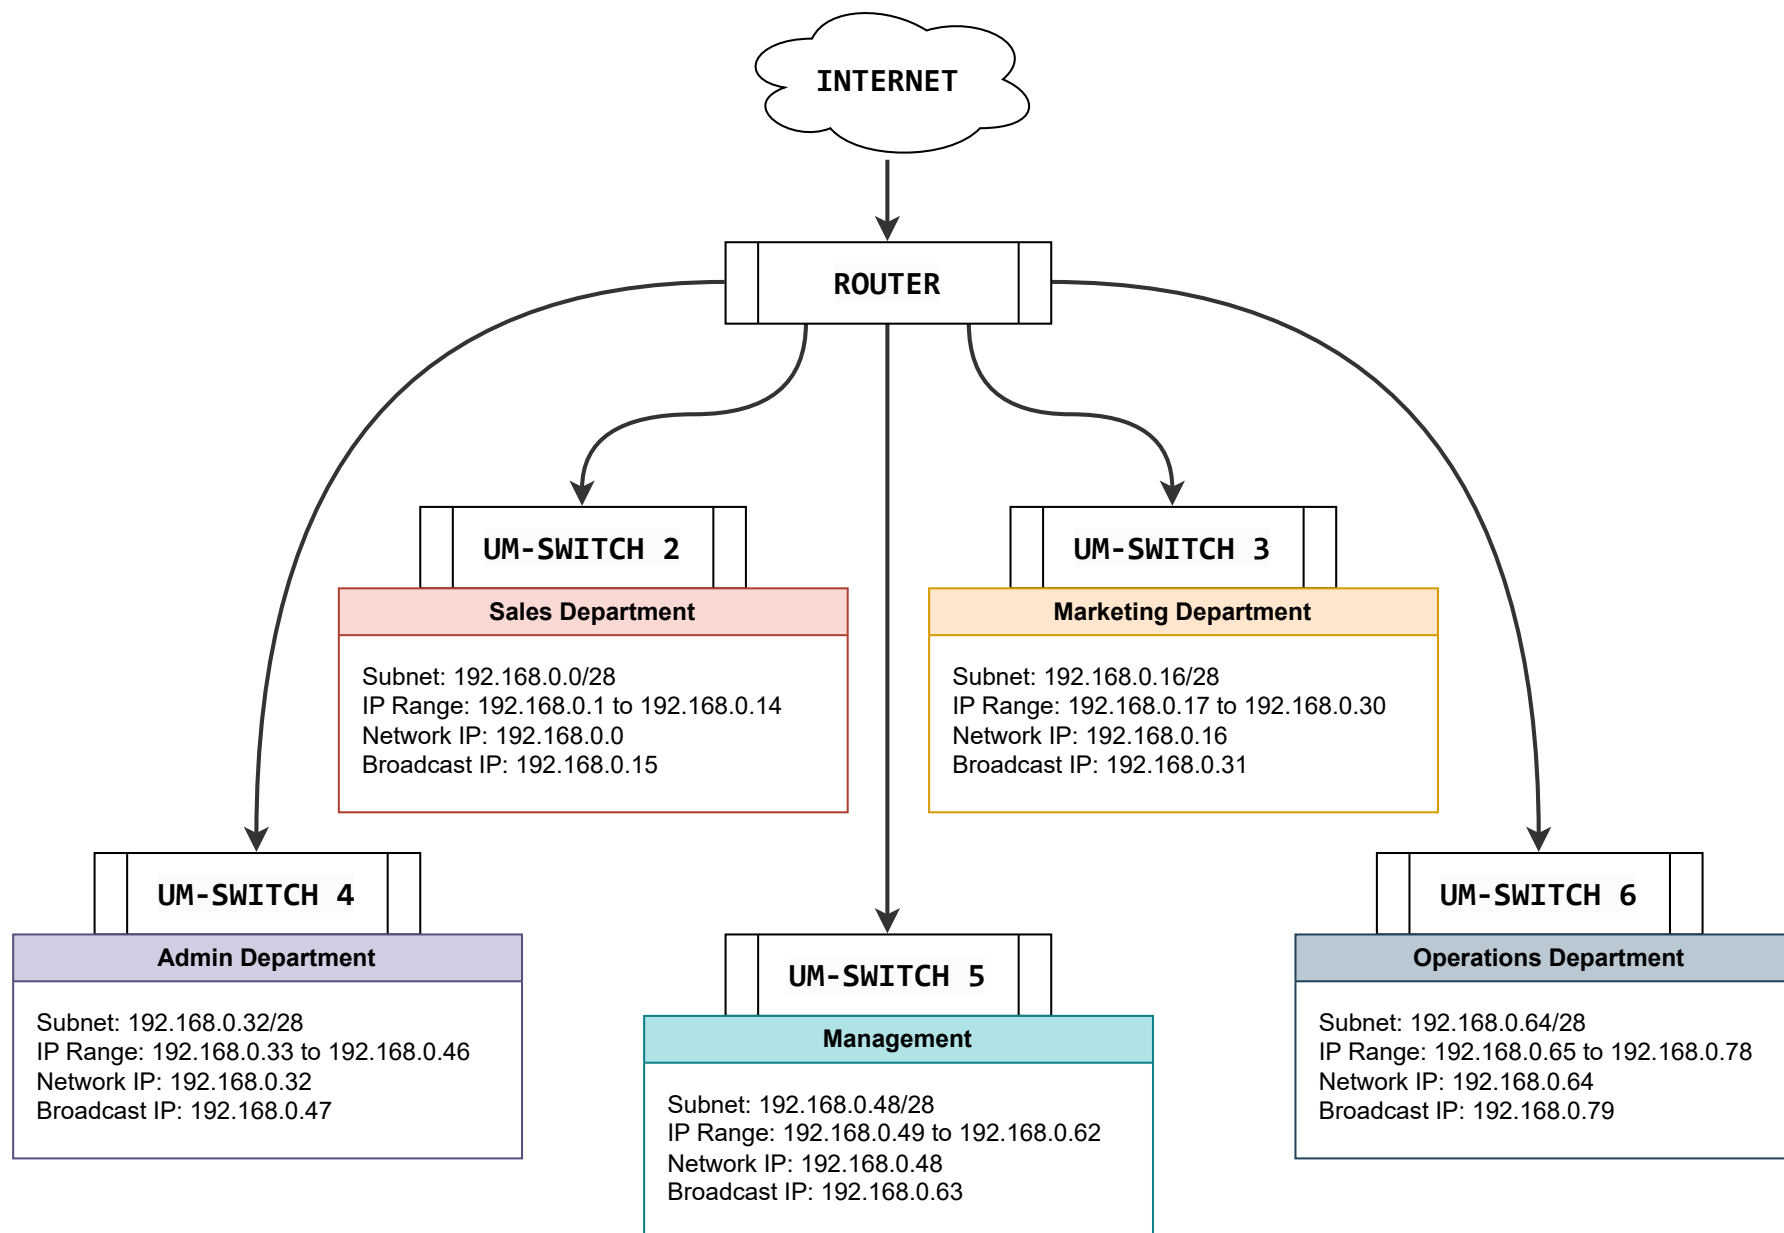 INTERNET
ROUTER
UM-SWITCH 2
Sales Department
Subnet: 192.168.0.0/28
IP Range: 192.168.0.1 to 192.168.0.14
Network IP: 192.168.0.0
Broadcast IP: 192.168.0.15
UM-SWITCH 3
Marketing Department
Subnet: 192.168.0.16/28
IP Range: 192.168.0.17 to 192.168.0.30
Network IP: 192.168.0.16
Broadcast IP: 192.168.0.31
UM-SWITCH 4
Admin Department
Subnet: 192.168.0.32/28
IP Range: 192.168.0.33 to 192.168.0.46
Network IP: 192.168.0.32
Broadcast IP: 192.168.0.47
UM-SWITCH 5
Management
Subnet: 192.168.0.48/28
IP Range: 192.168.0.49 to 192.168.0.62
Network IP: 192.168.0.48
Broadcast IP: 192.168.0.63
UM-SWITCH 6
Operations Department
Subnet: 192.168.0.64/28
IP Range: 192.168.0.65 to 192.168.0.78
Network IP: 192.168.0.64
Broadcast IP: 192.168.0.79